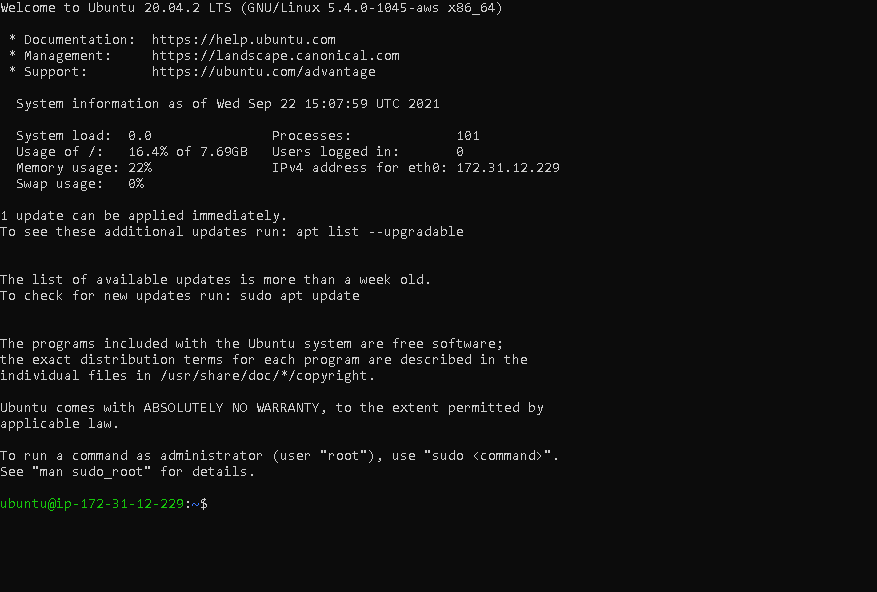 Welcome to Ubuntu 20.04.2 LTS (GNU/Linux 5.4.0-1045-aws x86_64)

 * Documentation:  https://help.ubuntu.com
 * Management:     https://landscape.canonical.com
 * Support:        https://ubuntu.com/advantage

  System information as of Wed Sep 22 15:07:59 UTC 2021

  System load:  0.0               Processes:             101
  Usage of /:   16.4% of 7.69GB   Users logged in:       0
  Memory usage: 22%               IPv4 address for eth0: 172.31.12.229
  Swap usage:   0%

1 update can be applied immediately.
To see these additional updates run: apt list --upgradable


The list of available updates is more than a week old.
To check for new updates run: sudo apt update


The programs included with the Ubuntu system are free software;
the exact distribution terms for each program are described in the
individual files in /usr/share/doc/*/copyright.

Ubuntu comes with ABSOLUTELY NO WARRANTY, to the extent permitted by
applicable law.

To run a command as administrator (user "root"), use "sudo <command>".
See "man sudo_root" for details.

ubuntu@ip-172-31-12-229:~$